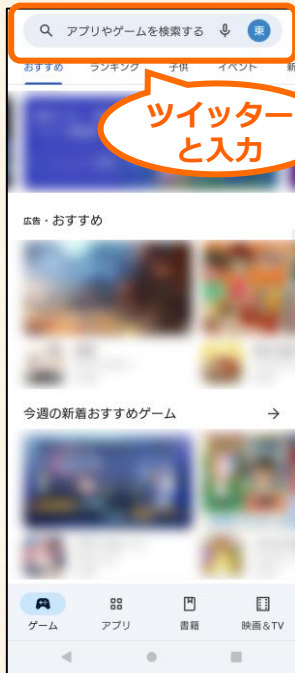 アプリやゲームを検索する 東
おすすめ ランキング 子供 イベント 新
ツイッター
と入力
広告・おすすめ
今週の新着おすすめゲーム →
ゲーム アプリ 書籍 映画&TV